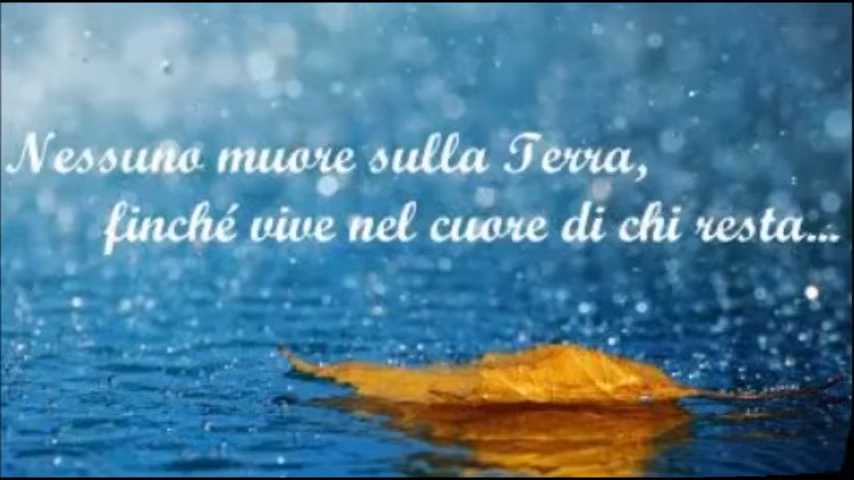 Nessuno muore sulla Terra,
finché vive nel cuore di chi resta...